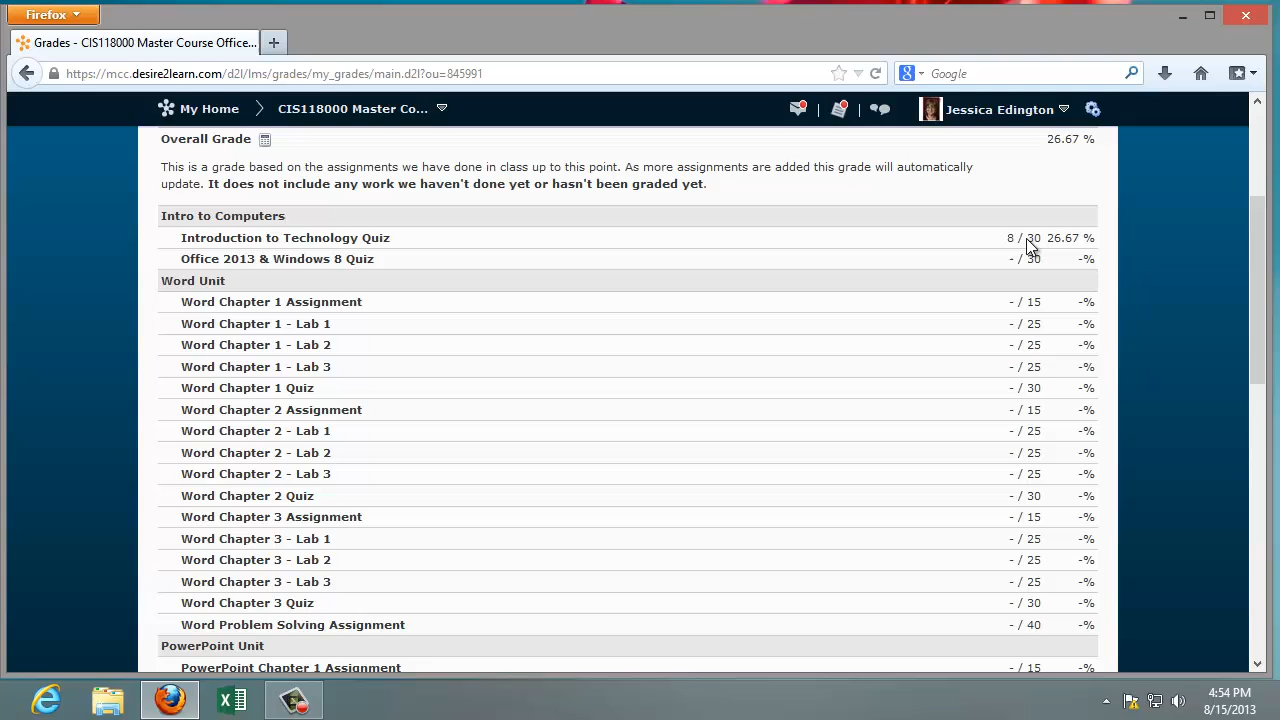 Firefox
Grades - CIS118000 Master Course Office...
https://mcc.desire2learn.com/d2l/lms/grades/my_grades/main.d2l?ou=845991
Google
My Home CIS118000 Master Co... Jessica Edington
Overall Grade 26.67 %
This is a grade based on the assignments we have done in class up to this point. As more assignments are added this grade will automatically
update. It does not include any work we haven't done yet or hasn't been graded yet.
Intro to Computers
Introduction to Technology Quiz 8 / 30 26.67 %
Office 2013 & Windows 8 Quiz - / 30 -%
Word Unit
Word Chapter 1 Assignment - / 15 -%
Word Chapter 1 - Lab 1 - / 25 -%
Word Chapter 1 - Lab 2 - / 25 -%
Word Chapter 1 - Lab 3 - / 25 -%
Word Chapter 1 Quiz - / 30 -%
Word Chapter 2 Assignment - / 15 -%
Word Chapter 2 - Lab 1 - / 25 -%
Word Chapter 2 - Lab 2 - / 25 -%
Word Chapter 2 - Lab 3 - / 25 -%
Word Chapter 2 Quiz - / 30 -%
Word Chapter 3 Assignment - / 15 -%
Word Chapter 3 - Lab 1 - / 25 -%
Word Chapter 3 - Lab 2 - / 25 -%
Word Chapter 3 - Lab 3 - / 25 -%
Word Chapter 3 Quiz - / 30 -%
Word Problem Solving Assignment - / 40 -%
PowerPoint Unit
PowerPoint Chapter 1 Assignment - / 15 -%
4:54 PM
8/15/2013